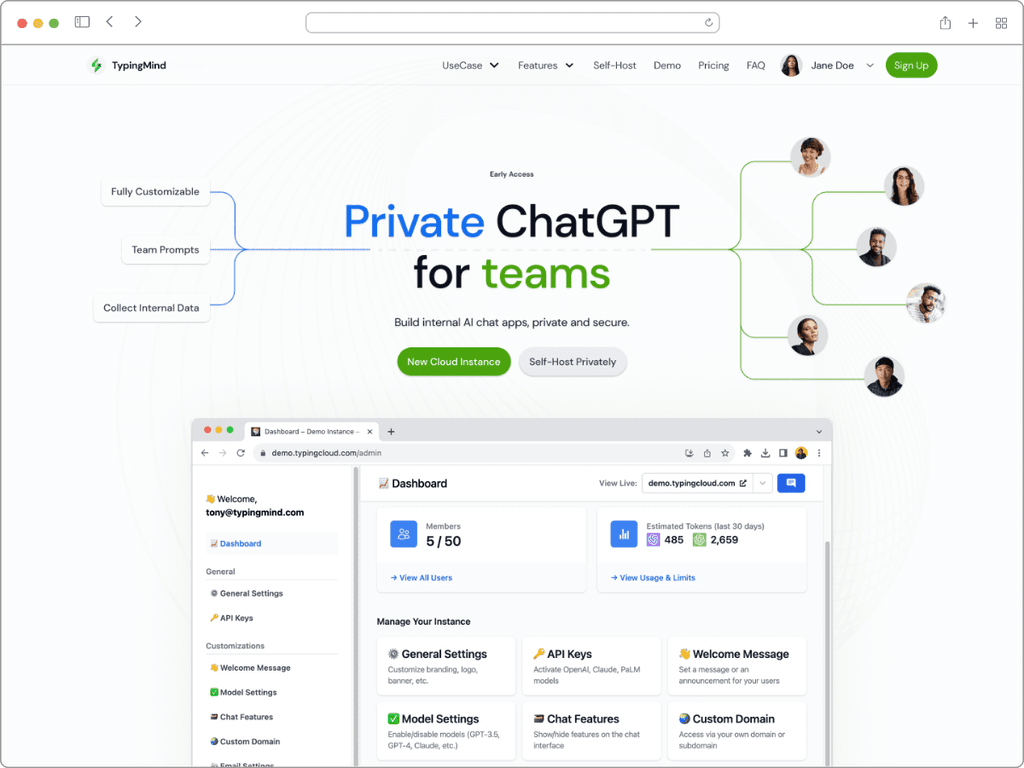 TypingMind
UseCase
Features
Self-Host
Demo
Pricing
FAQ
Jane Doe
Sign Up
Early Access
Fully Customizable
Team Prompts
Collect Internal Data
Private ChatGPT
for teams
Build internal AI chat apps, private and secure.
New Cloud Instance
Self-Host Privately
Dashboard – Demo Instance –
demo.typingcloud.com/admin
👋 Welcome,
tony@typingmind.com
📈 Dashboard
General
⚙️ General Settings
🔑 API Keys
Customizations
👋 Welcome Message
✅ Model Settings
🗃️ Chat Features
🌏 Custom Domain
Email Settings
📈 Dashboard
View Live:
demo.typingcloud.com
Members
5 / 50
→ View All Users
Estimated Tokens (last 30 days)
485
2,659
→ View Usage & Limits
Manage Your Instance
⚙️ General Settings
Customize branding, logo,
banner, etc.
🔑 API Keys
Activate OpenAI, Claude, PaLM
models
👋 Welcome Message
Set a message or an
announcement for your users
✅ Model Settings
Enable/disable models (GPT-3.5,
GPT-4, Claude, etc.)
🗃️ Chat Features
Show/hide features on the chat
interface
🌏 Custom Domain
Access via your own domain or
subdomain